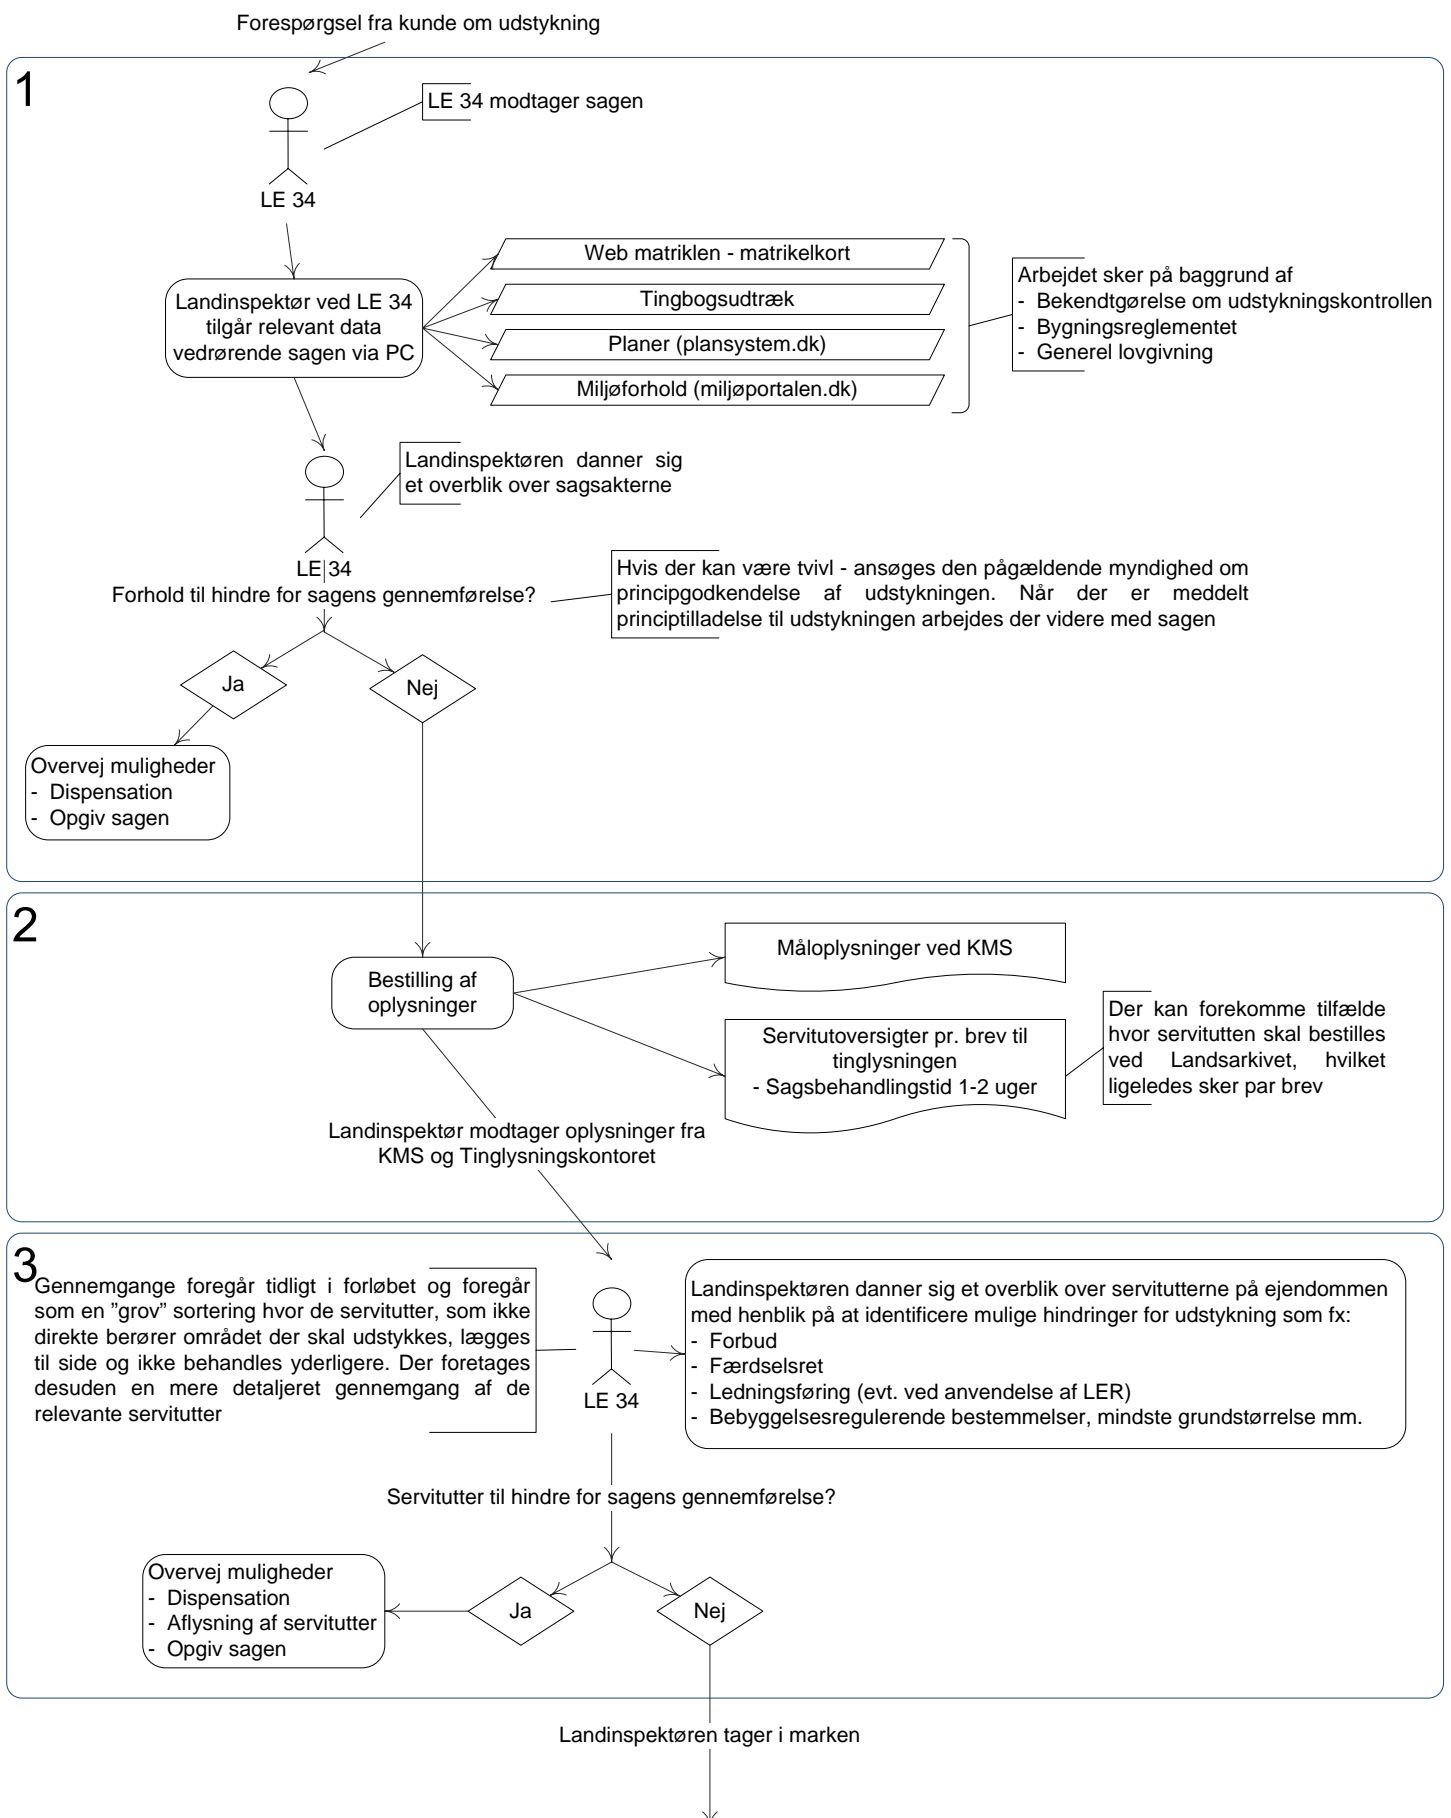 Forespørgsel fra kunde om udstykning
1
LE 34 modtager sagen
LE 34
Landinspektør ved LE 34
tilgår relevant data
vedrørende sagen via PC
Web matriklen - matrikelkort
Tingbogsudtræk
Planer (plansystem.dk)
Miljøforhold (miljøportalen.dk)
Arbejdet sker på baggrund af
- Bekendtgørelse om udstykningskontrollen
- Bygningsreglementet
- Generel lovgivning
Landinspektøren danner sig
et overblik over sagsakterne
LE 34
Forhold til hindre for sagens gennemførelse?
Hvis der kan være tvivl - ansøges den pågældende myndighed om
principgodkendelse af udstykningen. Når der er meddelt
principtilladelse til udstykningen arbejdes der videre med sagen
Ja
Nej
Overvej muligheder
- Dispensation
- Opgiv sagen
2
Bestilling af
oplysninger
Måloplysninger ved KMS
Servitutoversigter pr. brev til
tinglysningen
- Sagsbehandlingstid 1-2 uger
Der kan forekomme tilfælde
hvor servitutten skal bestilles
ved Landsarkivet, hvilket
ligeledes sker par brev
Landinspektør modtager oplysninger fra
KMS og Tinglysningskontoret
3
Gennemgange foregår tidligt i forløbet og foregår
som en ”grov” sortering hvor de servitutter, som ikke
direkte berører området der skal udstykkes, lægges
til side og ikke behandles yderligere. Der foretages
desuden en mere detaljeret gennemgang af de
relevante servitutter
LE 34
Landinspektøren danner sig et overblik over servitutterne på ejendommen
med henblik på at identificere mulige hindringer for udstykning som fx:
- Forbud
- Færdselsret
- Ledningsføring (evt. ved anvendelse af LER)
- Bebyggelsesregulerende bestemmelser, mindste grundstørrelse mm.
Servitutter til hindre for sagens gennemførelse?
Overvej muligheder
- Dispensation
- Aflysning af servitutter
- Opgiv sagen
Ja
Nej
Landinspektøren tager i marken